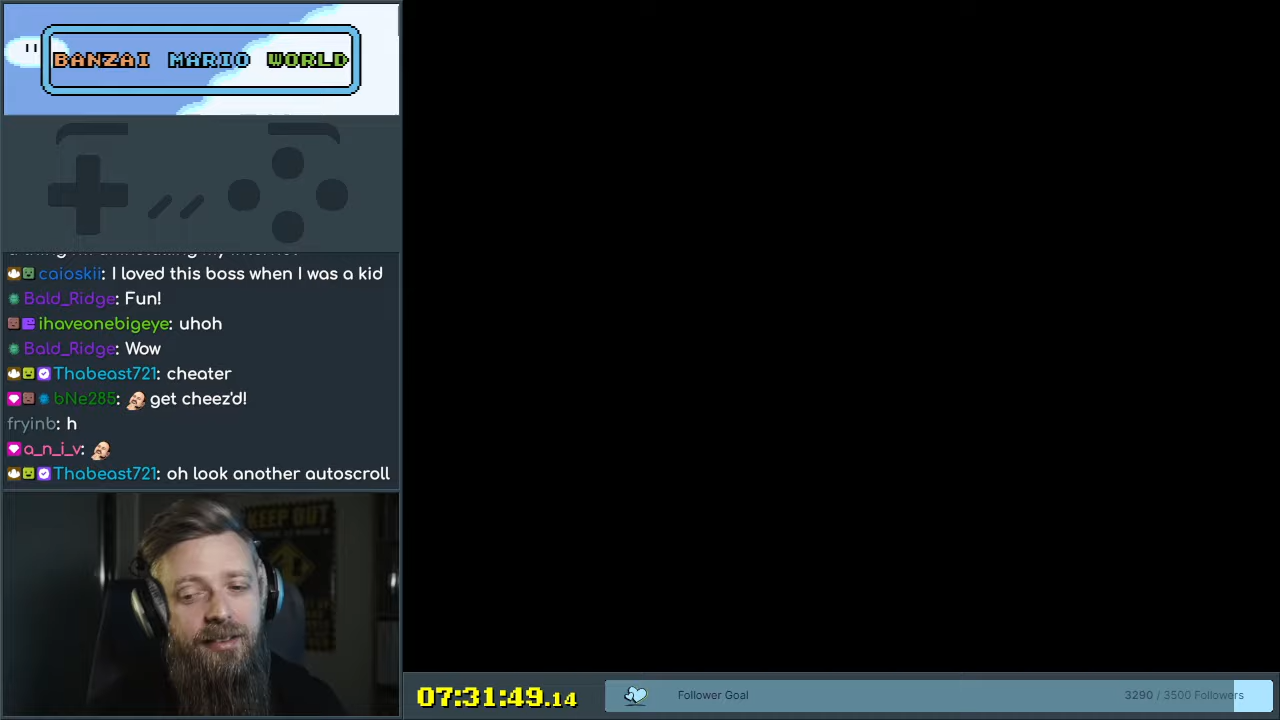 BANZAI MARIO WORLD
caioskii: I loved this boss when I was a kid
Bald_Ridge: Fun!
ihaveonebigeye: uhoh
Bald_Ridge: Wow
Thabeast721: cheater
bNe285: get cheez'd!
fryinb: h
a_n_i_v:
Thabeast721: oh look another autoscroll
KEEP OUT
07:31:49.14
Follower Goal
3290 / 3500 Followers